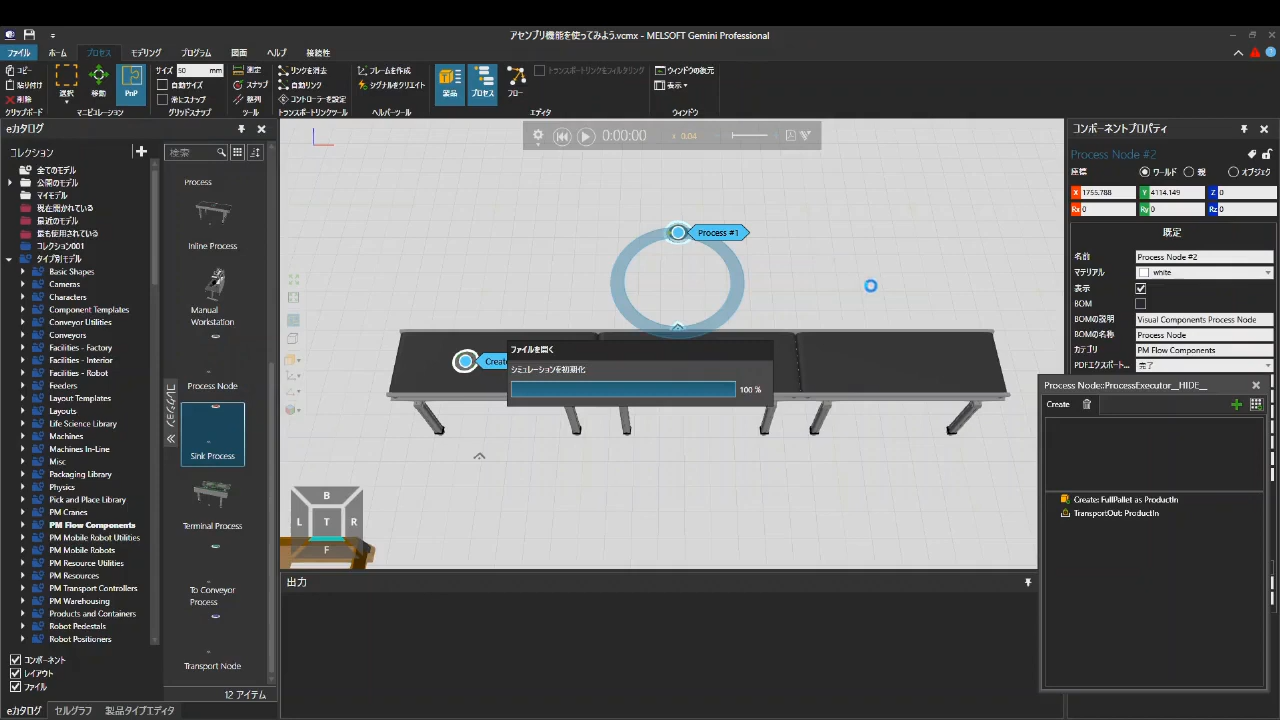 アセンブリ機能を使ってみよう.vcmx - MELSOFT Gemini Professional
ファイル ホーム プロセス モデリング プログラム 図面 ヘルプ 接続性
コピー
貼り付け
削除
クリップボード
選択 移動 PnP
マニピュレーション
サイズ 50 mm
自動サイズ
常にスナップ
グリッドスナップ
測定
スナップ
整列
ツール
リンクを消去
自動リンク
コントローラーを設定
トランスポートリンクツール
フレームを作成
シグナルをクリエイト
ヘルパーツール
製品 プロセス フロー
トランスポートリンクをフィルタリング
エディタ
ウィンドウの復元
表示
ウィンドウ
eカタログ
コレクション
検索
全てのモデル
公開のモデル
マイモデル
現在開かれている
最近のモデル
最も使用されている
コレクション001
タイプ別モデル
Basic Shapes
Cameras
Characters
Component Templates
Conveyor Utilities
Conveyors
Facilities - Factory
Facilities - Interior
Facilities - Robot
Feeders
Layout Templates
Layouts
Life Science Library
Machines
Machines In-Line
Misc
Packaging Library
Physics
Pick and Place Library
PM Cranes
PM Flow Components
PM Mobile Robot Utilities
PM Mobile Robots
PM Resource Utilities
PM Resources
PM Transport Controllers
PM Warehousing
Products and Containers
Robot Pedestals
Robot Positioners
コンポーネント
レイアウト
ファイル
コレクション
Process
Inline Process
Manual
Workstation
Process Node
Sink Process
Terminal Process
To Conveyor
Process
Transport Node
12 アイテム
eカタログ セルグラフ 製品タイプエディタ
0:00:00
x 0.04
Process #1
Creat
ファイルを開く
シミュレーションを初期化
100 %
B
L T R
F
出力
コンポーネントプロパティ
Process Node #2
座標 ワールド 親 オブジェク
X 1755.788 Y 4114.149 Z 0
Rx 0 Ry 0 Rz 0
既定
名前 Process Node #2
マテリアル white
表示
BOM
BOMの説明 Visual Components Process Node
BOMの名称 Process Node
カテゴリ PM Flow Components
PDFエクスポート... 完了
Process Node::ProcessExecutor__HIDE__
Create
Create: FullPallet as ProductIn
TransportOut: ProductIn